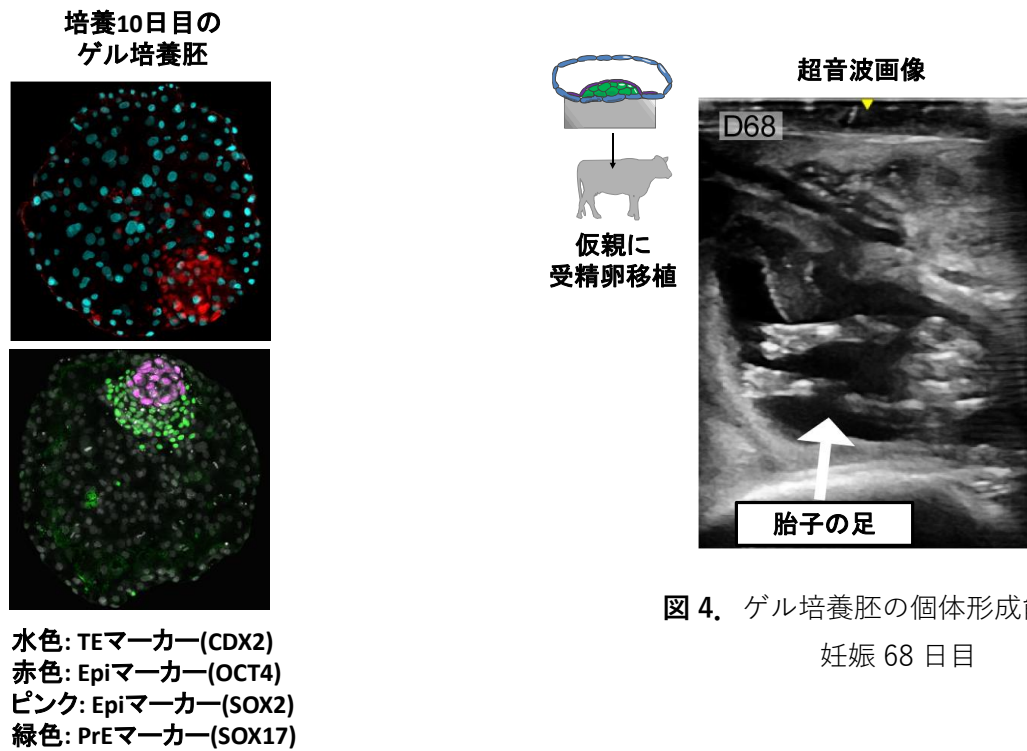 培養10日目の
ゲル培養胚
水色: TEマーカー(CDX2)
赤色: Epiマーカー(OCT4)
ピンク: Epiマーカー(SOX2)
緑色: PrEマーカー(SOX17)
仮親に
受精卵移植
超音波画像
D68
胎子の足
図 4. ゲル培養胚の個体形成
妊娠 68 日目